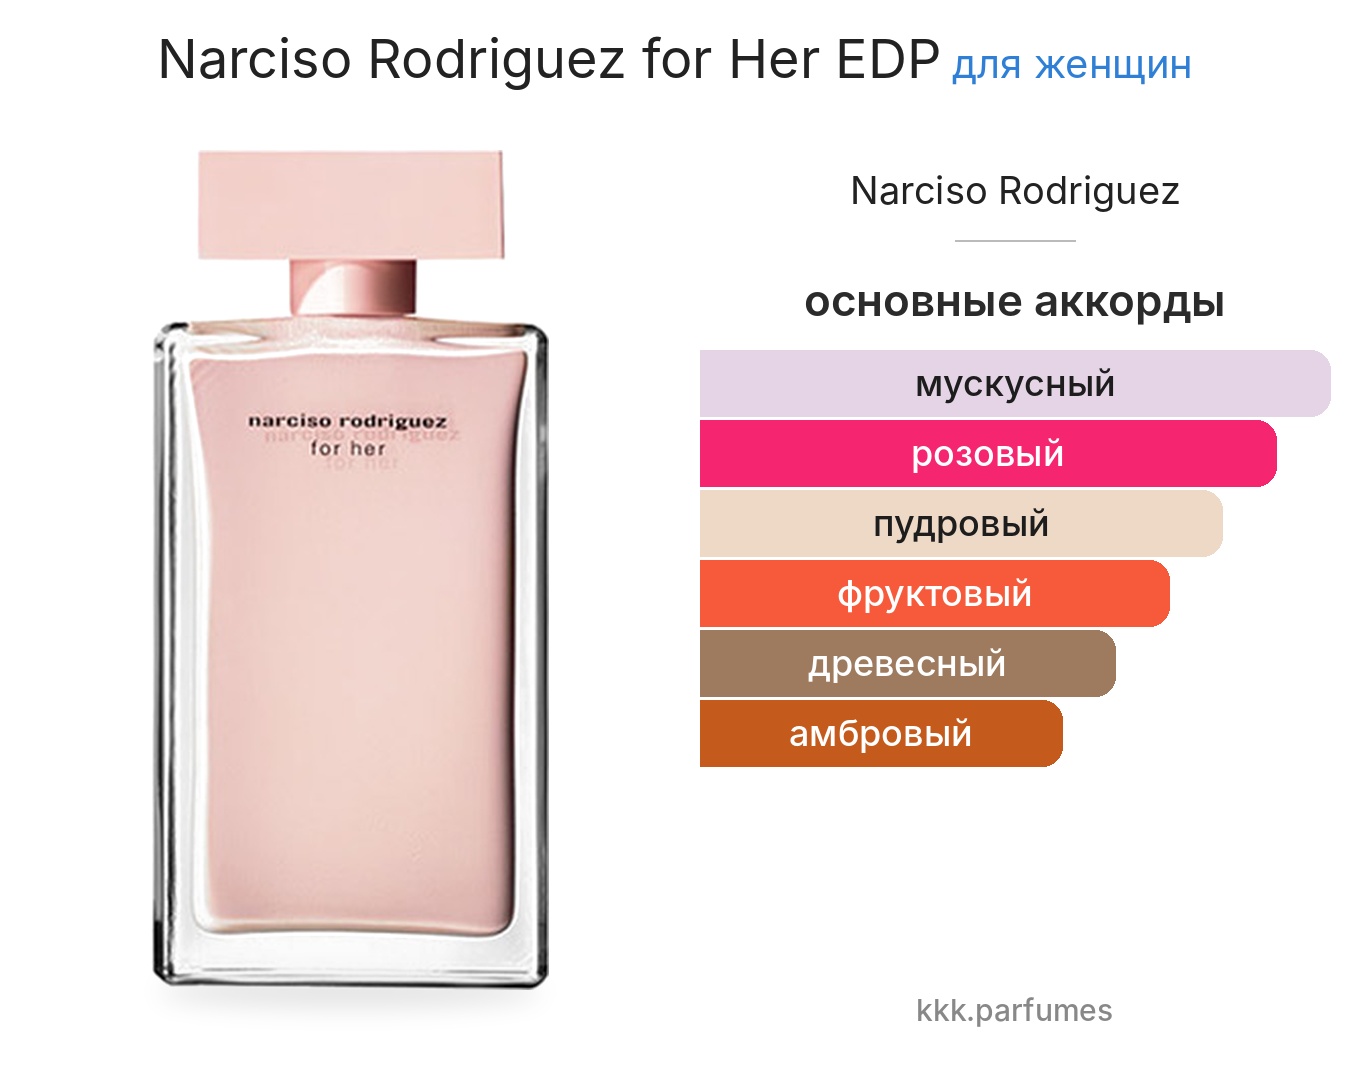 Narciso Rodriguez for Her EDP для женщин
narciso rodriguez
for her
Narciso Rodriguez
основные аккорды
мускусный
розовый
пудровый
фруктовый
древесный
амбровый
kkk.parfumes